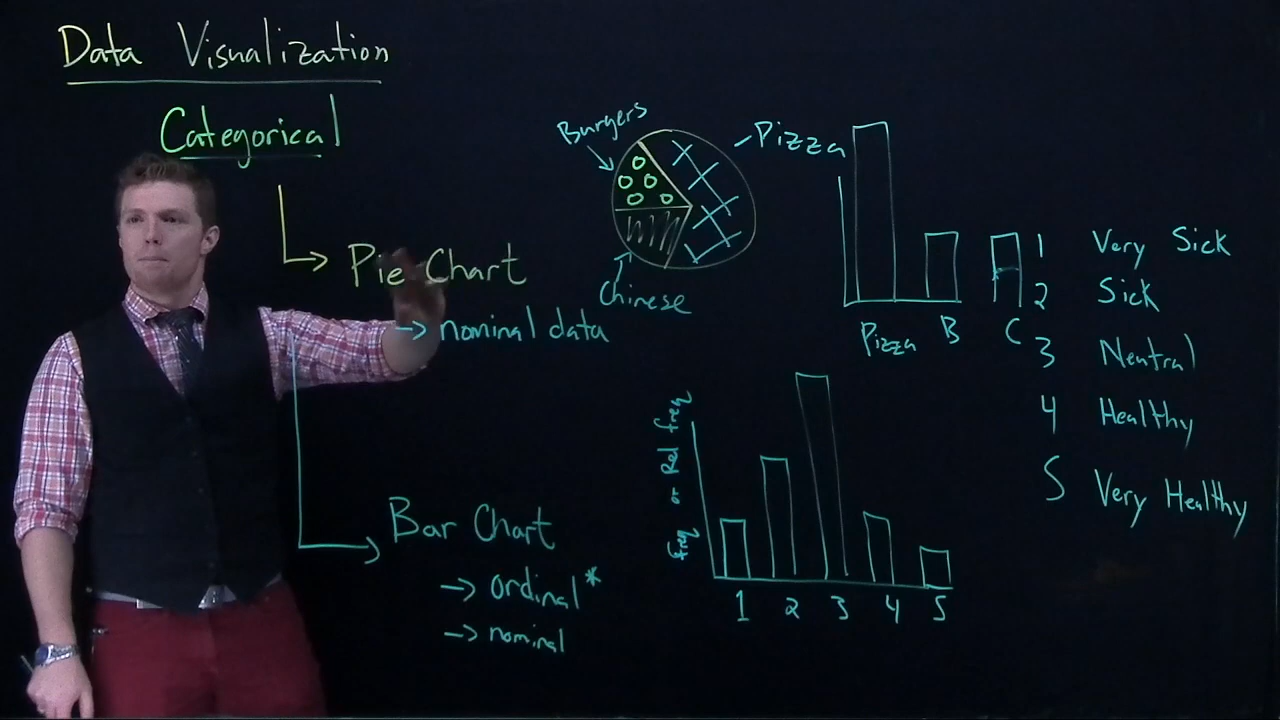 Data Visualization
Categorical
Pie Chart
→ nominal data
Bar Chart
→ ordinal*
→ nominal
Burgers
Pizza
Chinese
Pizza B C
freq or Rel freq
1 2 3 4 5
1 Very Sick
2 Sick
3 Neutral
4 Healthy
5 Very Healthy